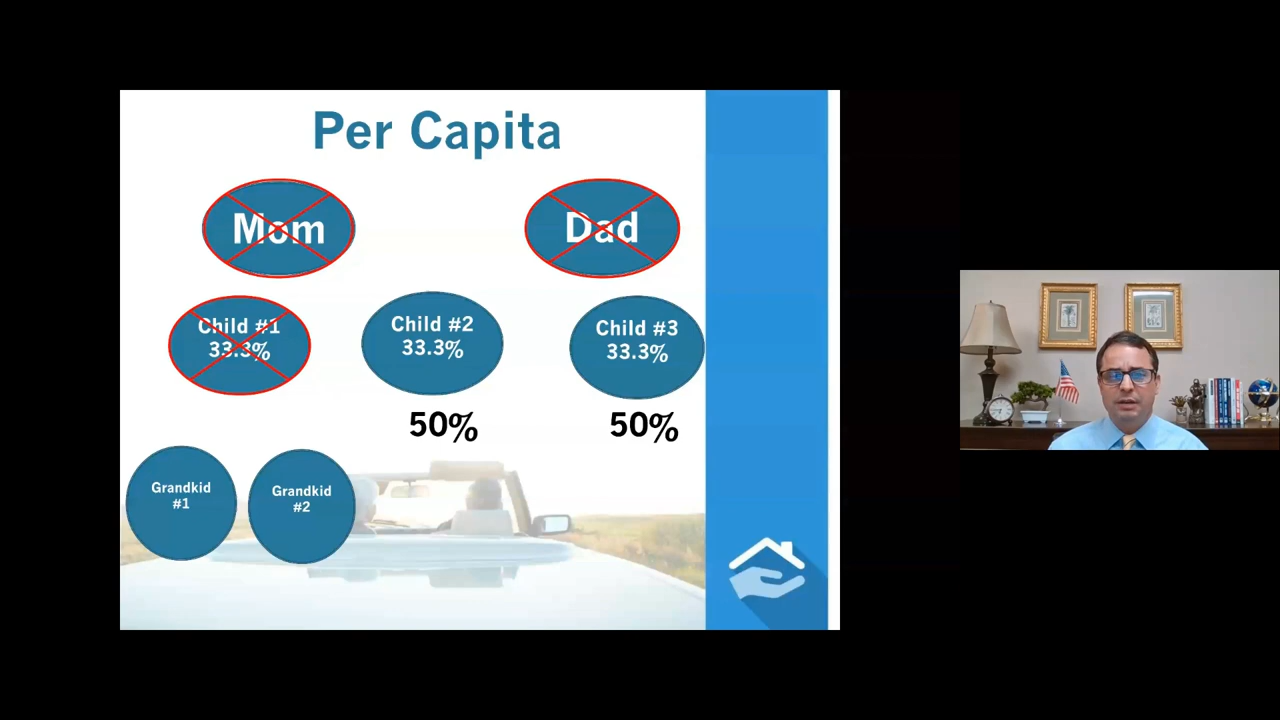 Per Capita
Mom
Dad
Child #1
33.3%
Child #2
33.3%
Child #3
33.3%
50%
50%
Grandkid
#1
Grandkid
#2